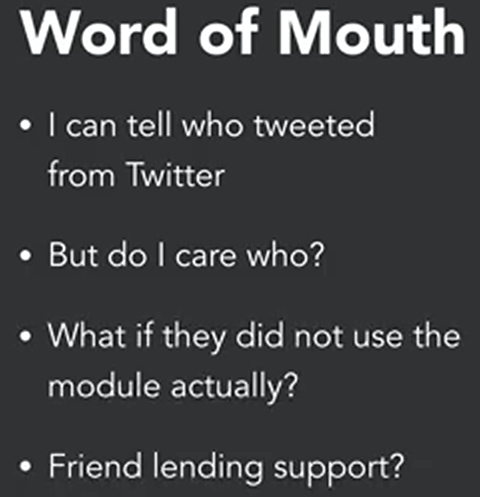 Word of Mouth
• I can tell who tweeted
from Twitter
• But do I care who?
• What if they did not use the
module actually?
• Friend lending support?